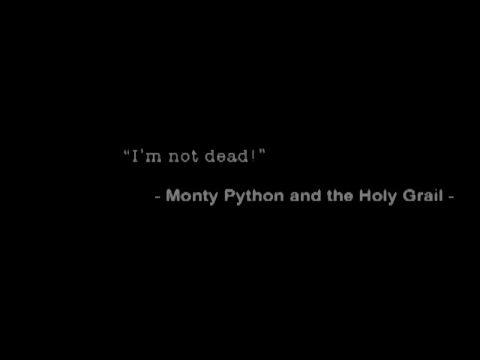 “I'm not dead!”
- Monty Python and the Holy Grail -